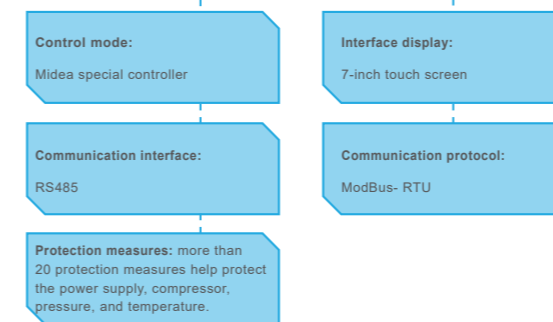 Control mode:
Midea special controller
Interface display:
7-inch touch screen
Communication interface:
RS485
Communication protocol:
ModBus- RTU
Protection measures: more than
20 protection measures help protect
the power supply, compressor,
pressure, and temperature.